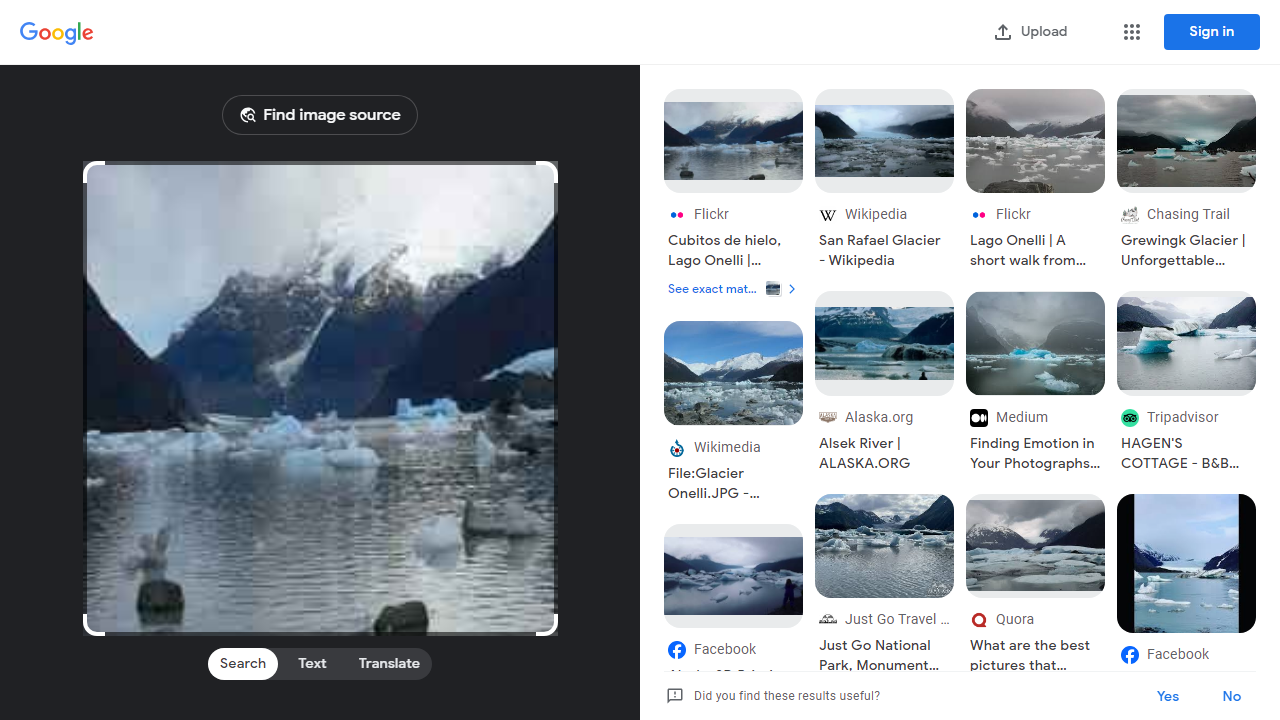 Google
Upload
Sign in
Find image source
Search
Text
Translate
Flickr
Cubitos de hielo,
Lago Onelli |...
See exact mat...
Wikimedia
File:Glacier
Onelli.JPG -...
Facebook
Wikipedia
San Rafael Glacier
- Wikipedia
Alaska.org
Alsek River |
ALASKA.ORG
Just Go Travel ...
Just Go National
Park, Monument...
Flickr
Lago Onelli | A
short walk from...
Medium
Finding Emotion in
Your Photographs...
Quora
What are the best
pictures that...
Chasing Trail
Grewingk Glacier |
Unforgettable...
Tripadvisor
HAGEN'S
COTTAGE - B&B...
Facebook
Did you find these results useful?
Yes
No